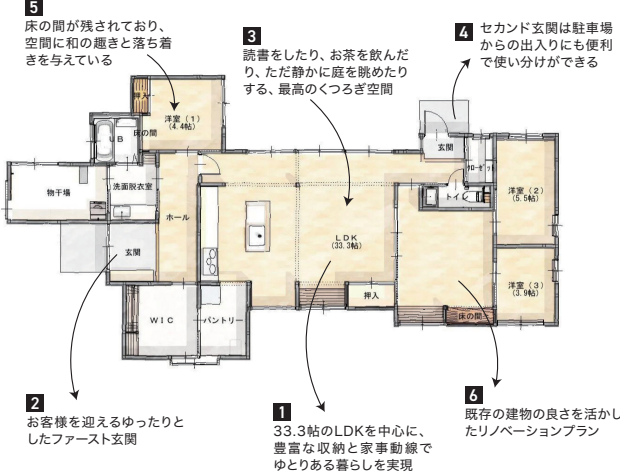 5
床の間が残されており、
空間に和の趣きと落ち着
きを与えている
3
読書をしたり、お茶を飲んだ
り、ただ静かに庭を眺めたり
する、最高のくつろぎ空間
4
セカンド玄関は駐車場
からの出入りにも便利
で使い分けができる
押入
洋室(1)
(4.4帖)
床の間
UB
玄関
クローゼット
物干場
洗面脱衣室
ホール
トイレ
洋室(2)
(5.5帖)
LDK
(33.3帖)
玄関
洋室(3)
(3.9帖)
押入
WIC
パントリー
床の間
2
お客様を迎えるゆったりと
したファースト玄関
1
33.3帖のLDKを中心に、
豊富な収納と家事動線で
ゆとりある暮らしを実現
6
既存の建物の良さを活かし
たリノベーションプラン